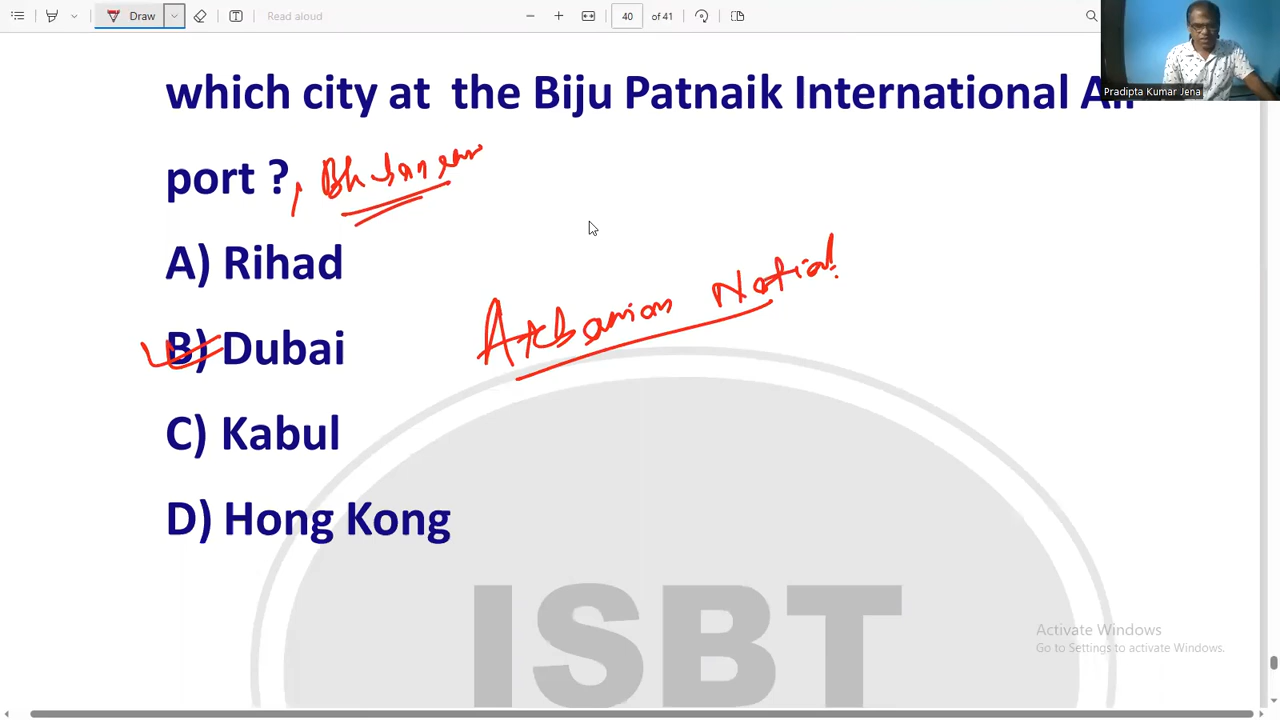 Draw
Read aloud
40 of 41
which city at the Biju Patnaik International Air
Pradipta Kumar Jena
port ?,
A) Rihad
B) Dubai
C) Kabul
D) Hong Kong
ISBT
Activate Windows
Go to Settings to activate Windows.